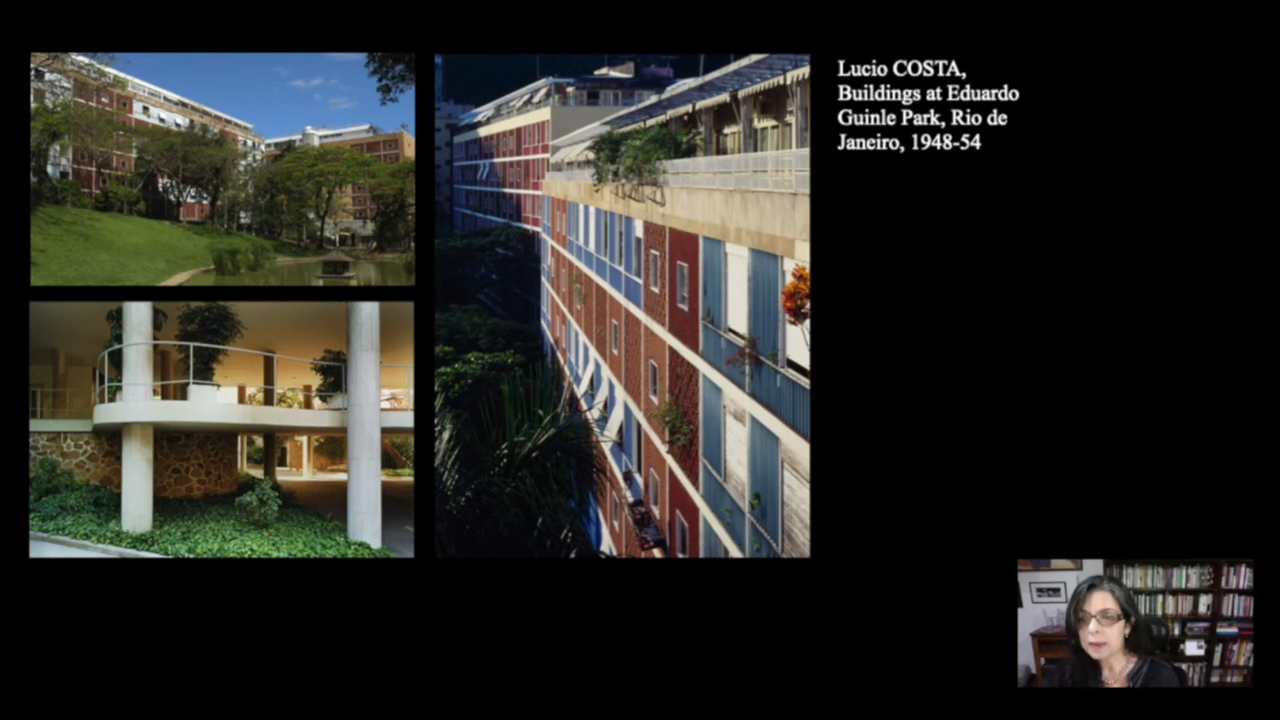 Lucio COSTA,
Buildings at Eduardo
Guinle Park, Rio de
Janeiro, 1948-54